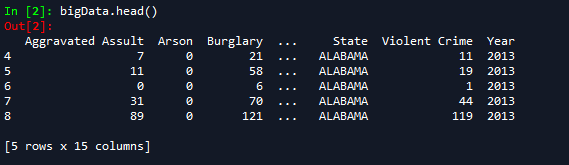 In [2]: bigData.head()
Out[2]:
Aggravated Assult Arson Burglary ... State Violent Crime Year
4 7 0 21 ... ALABAMA 11 2013
5 11 0 58 ... ALABAMA 19 2013
6 0 0 6 ... ALABAMA 1 2013
7 31 0 70 ... ALABAMA 44 2013
8 89 0 121 ... ALABAMA 119 2013
[5 rows x 15 columns]